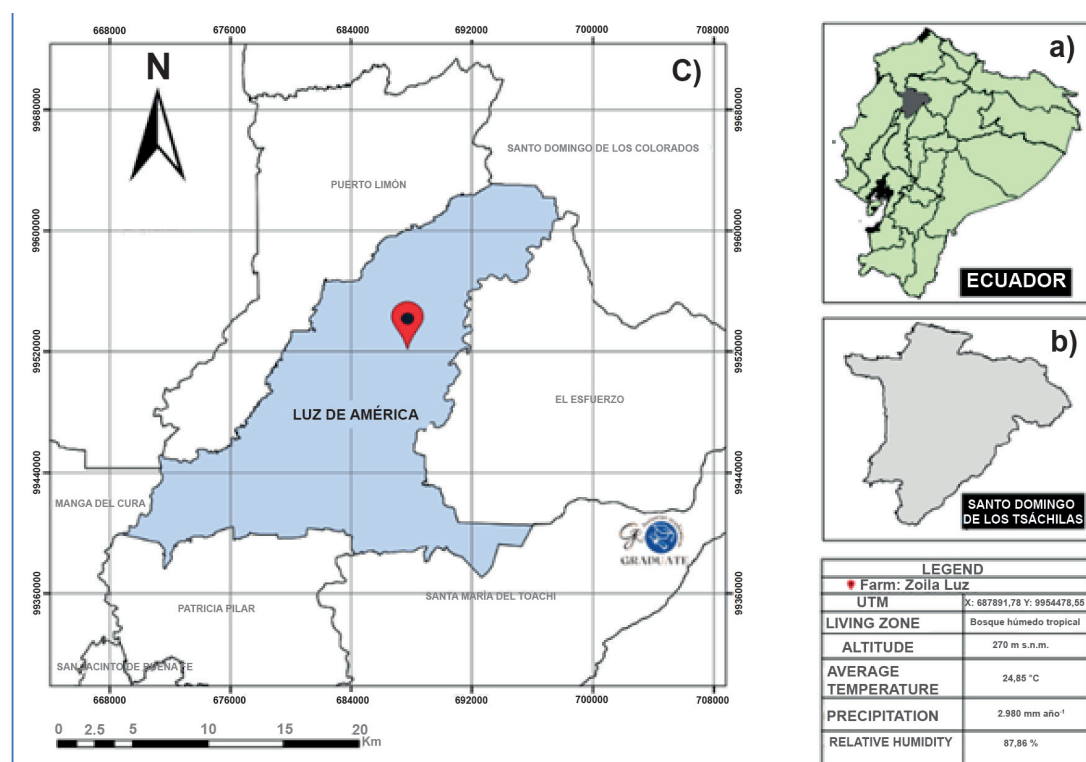 668000 676000 684000 692000 700000 708000
N
C)
99680000
99680000
SANTO DOMINGO DE LOS COLORADOS
PUERTO LIMÓN
99600000
99600000
99520000
99520000
LUZ DE AMÉRICA
EL ESFUERZO
99440000
99440000
MANGA DEL CURA
GRADUATE
99360000
99360000
PATRICIA PILAR
SANTA MARÍA DEL TOACHI
SAN JACINTO DE BUENA FE
668000 676000 684000 692000 700000 708000
0 2.5 5 10 15 20
Km
a)
ECUADOR
b)
SANTO DOMINGO
DE LOS TSÁCHILAS
LEGEND
Farm: Zoila Luz
UTM X: 687891,78 Y: 9954478,55
LIVING ZONE Bosque húmedo tropical
ALTITUDE 270 m s.n.m.
AVERAGE
TEMPERATURE 24,85 °C
PRECIPITATION 2.980 mm año⁻¹
RELATIVE HUMIDITY 87,86 %